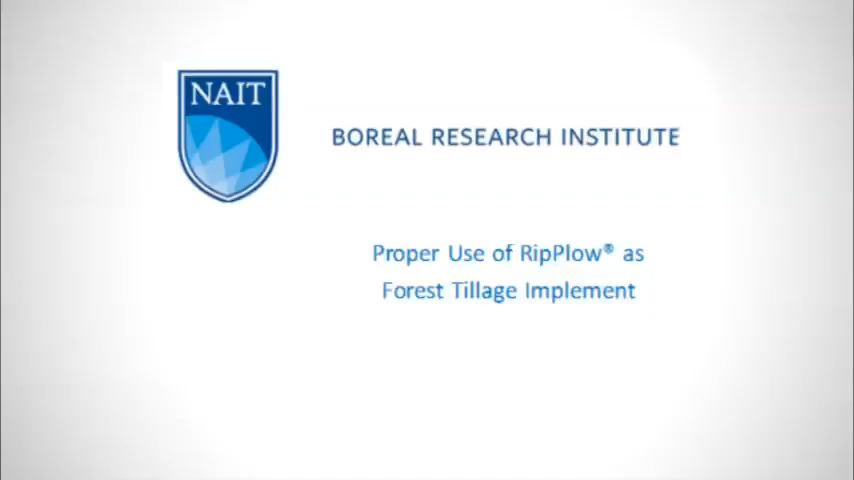 NAIT
BOREAL RESEARCH INSTITUTE
Proper Use of RipPlow® as
Forest Tillage Implement